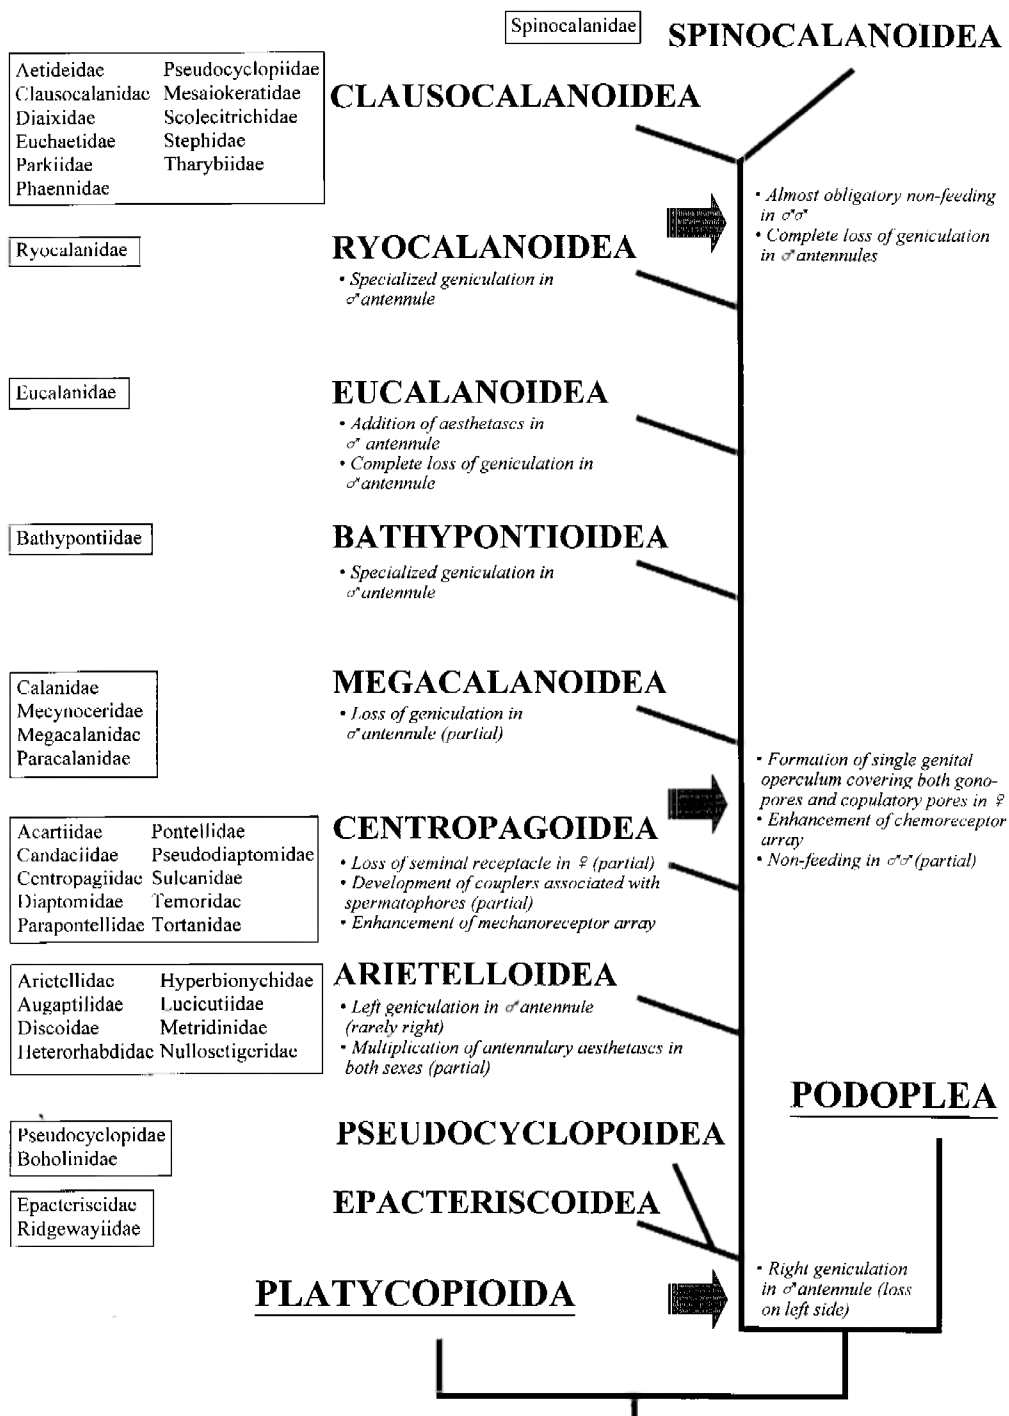 Spinocalanidae
SPINOCALANOIDEA
Aetideidae Pseudocyclopiidae
Clausocalanidae Mesaiokeratidae
Diaixidae Scolecitrichidae
Euchaetidae Stephidae
Parkiidae Tharybiidae
Phaennidae
CLAUSOCALANOIDEA
• Almost obligatory non-feeding
in ♂♂
• Complete loss of geniculation
in ♂ antennules
Ryocalanidae
RYOCALANOIDEA
• Specialized geniculation in
♂ antennule
Eucalanidae
EUCALANOIDEA
• Addition of aesthetascs in
♂ antennule
• Complete loss of geniculation in
♂ antennule
Bathypontiidae
BATHYPONTIOIDEA
• Specialized geniculation in
♂ antennule
Calanidae
Mecynoceridae
Megacalanidae
Paracalanidae
MEGACALANOIDEA
• Loss of geniculation in
♂ antennule (partial)
• Formation of single genital
operculum covering both gono-
pores and copulatory pores in ♀
• Enhancement of chemoreceptor
array
• Non-feeding in ♂♂ (partial)
Acartiidae Pontellidae
Candaciidae Pseudodiaptomidae
Centropagiidae Sulcanidae
Diaptomidae Temoridae
Parapontellidae Tortanidae
CENTROPAGOIDEA
• Loss of seminal receptacle in ♀ (partial)
• Development of couplers associated with
spermatophores (partial)
• Enhancement of mechanoreceptor array
Arietellidae Hyperbionychidae
Augaptilidae Lucicutiidae
Discoidae Metridinidae
Heterorhabdidae Nullosetigeridae
ARIETELLOIDEA
• Left geniculation in ♂ antennule
(rarely right)
• Multiplication of antennulary aesthetascs in
both sexes (partial)
PODOPLEA
Pseudocyclopidae
Boholinidae
PSEUDOCYCLOPOIDEA
Epacteriscidae
Ridgewayiidae
EPACTERISCOIDEA
• Right geniculation
in ♂ antennule (loss
on left side)
PLATYCOPIOIDA